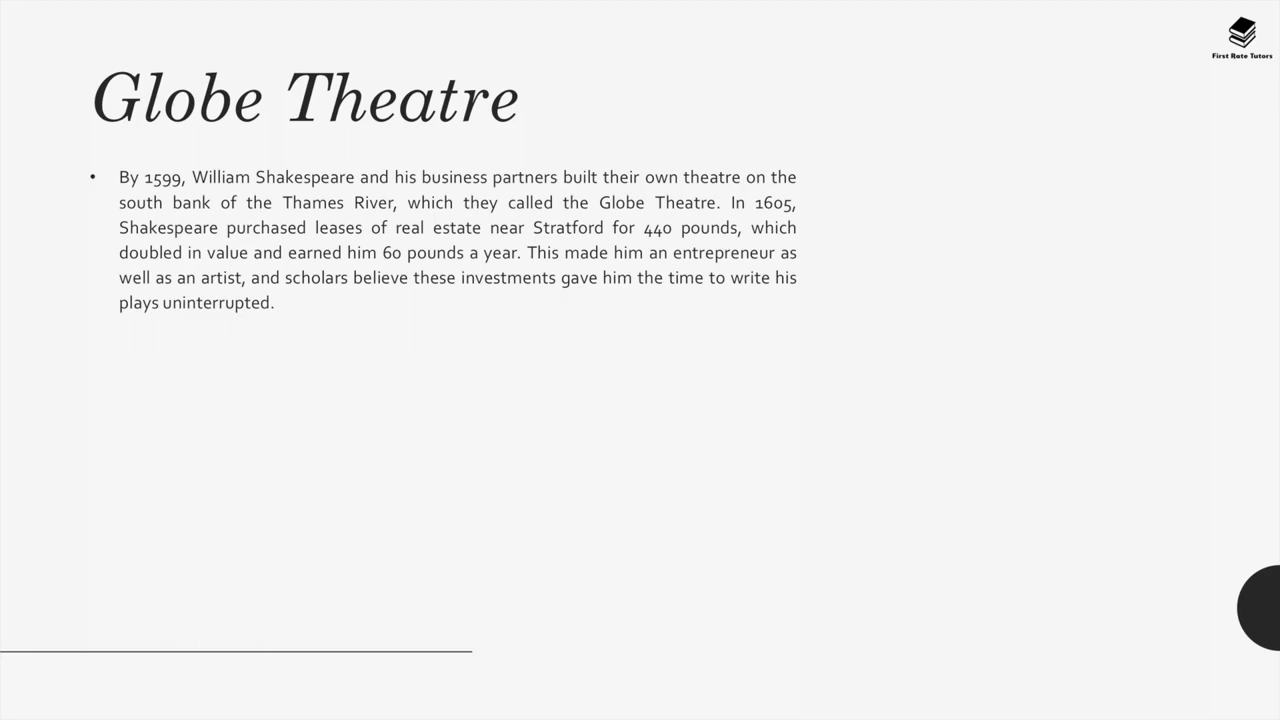 First Rate Tutors
Globe Theatre
• By 1599, William Shakespeare and his business partners built their own theatre on the
south bank of the Thames River, which they called the Globe Theatre. In 1605,
Shakespeare purchased leases of real estate near Stratford for 440 pounds, which
doubled in value and earned him 60 pounds a year. This made him an entrepreneur as
well as an artist, and scholars believe these investments gave him the time to write his
plays uninterrupted.